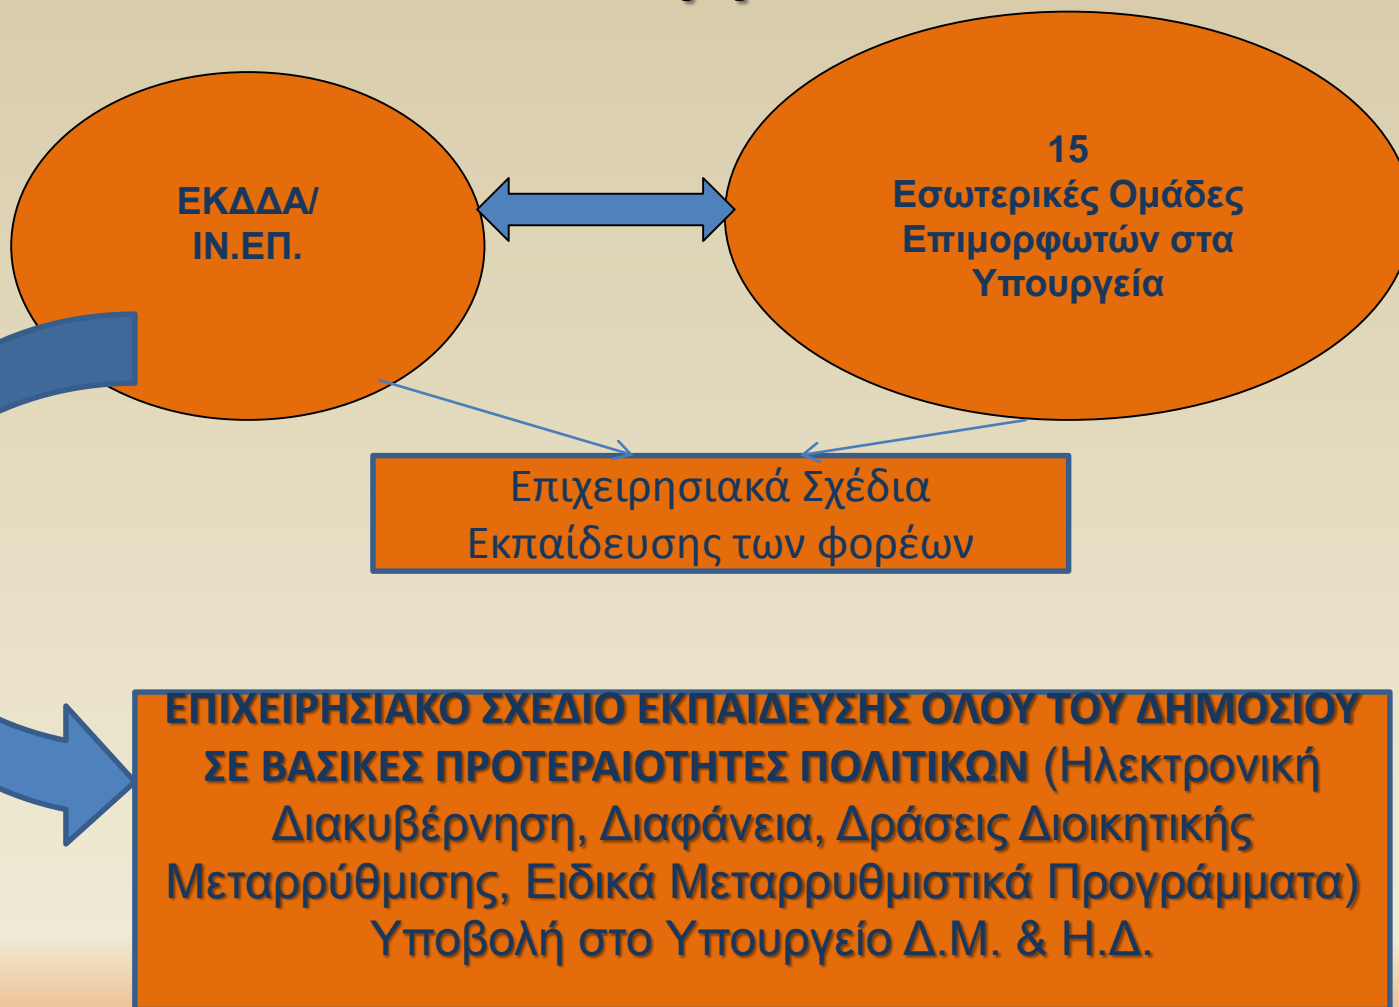 ΕΚΔΔΑ/
ΙΝ.ΕΠ.
15
Εσωτερικές Ομάδες
Επιμορφωτών στα
Υπουργεία
Επιχειρησιακά Σχέδια
Εκπαίδευσης των φορέων
ΕΠΙΧΕΙΡΗΣΙΑΚΟ ΣΧΕΔΙΟ ΕΚΠΑΙΔΕΥΣΗΣ ΟΛΟΥ ΤΟΥ ΔΗΜΟΣΙΟΥ
ΣΕ ΒΑΣΙΚΕΣ ΠΡΟΤΕΡΑΙΟΤΗΤΕΣ ΠΟΛΙΤΙΚΩΝ (Ηλεκτρονική
Διακυβέρνηση, Διαφάνεια, Δράσεις Διοικητικής
Μεταρρύθμισης, Ειδικά Μεταρρυθμιστικά Προγράμματα)
Υποβολή στο Υπουργείο Δ.Μ. & Η.Δ.